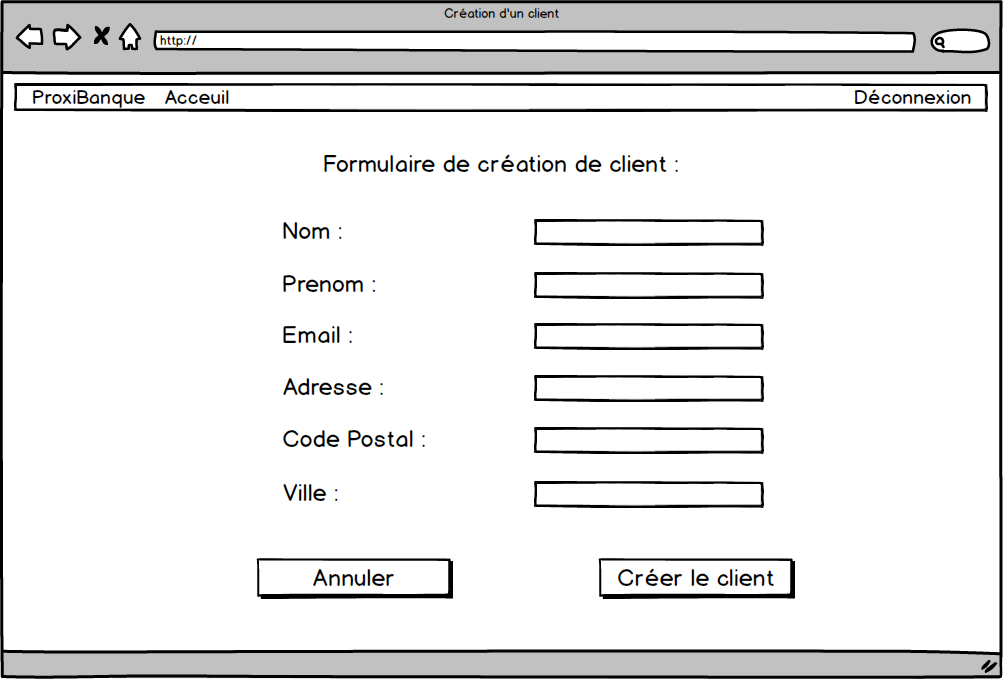 Création d'un client
http://
ProxiBanque Acceuil Déconnexion
Formulaire de création de client :
Nom :
Prenom :
Email :
Adresse :
Code Postal :
Ville :
Annuler Créer le client